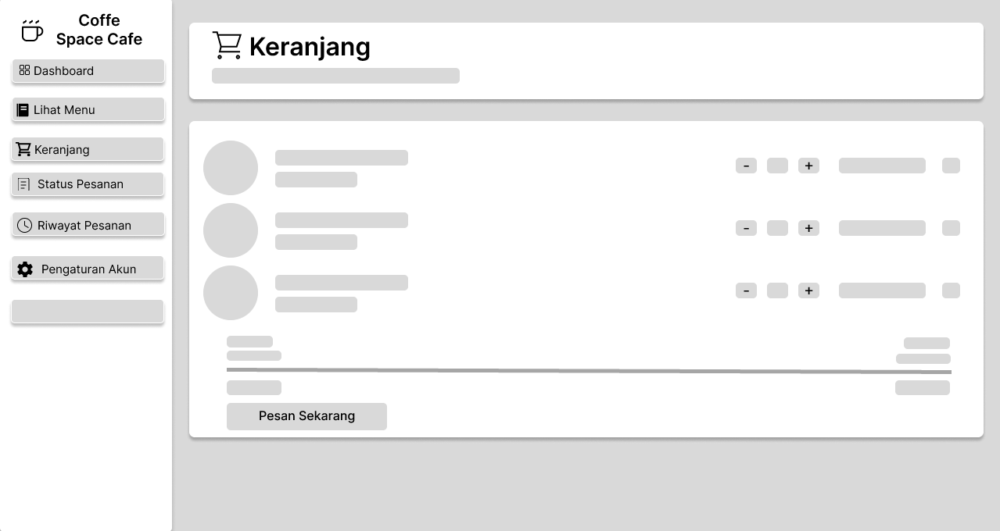 Coffe
Space Cafe
Dashboard
Lihat Menu
Keranjang
Status Pesanan
Riwayat Pesanan
Pengaturan Akun
Keranjang
- +
- +
- +
Pesan Sekarang